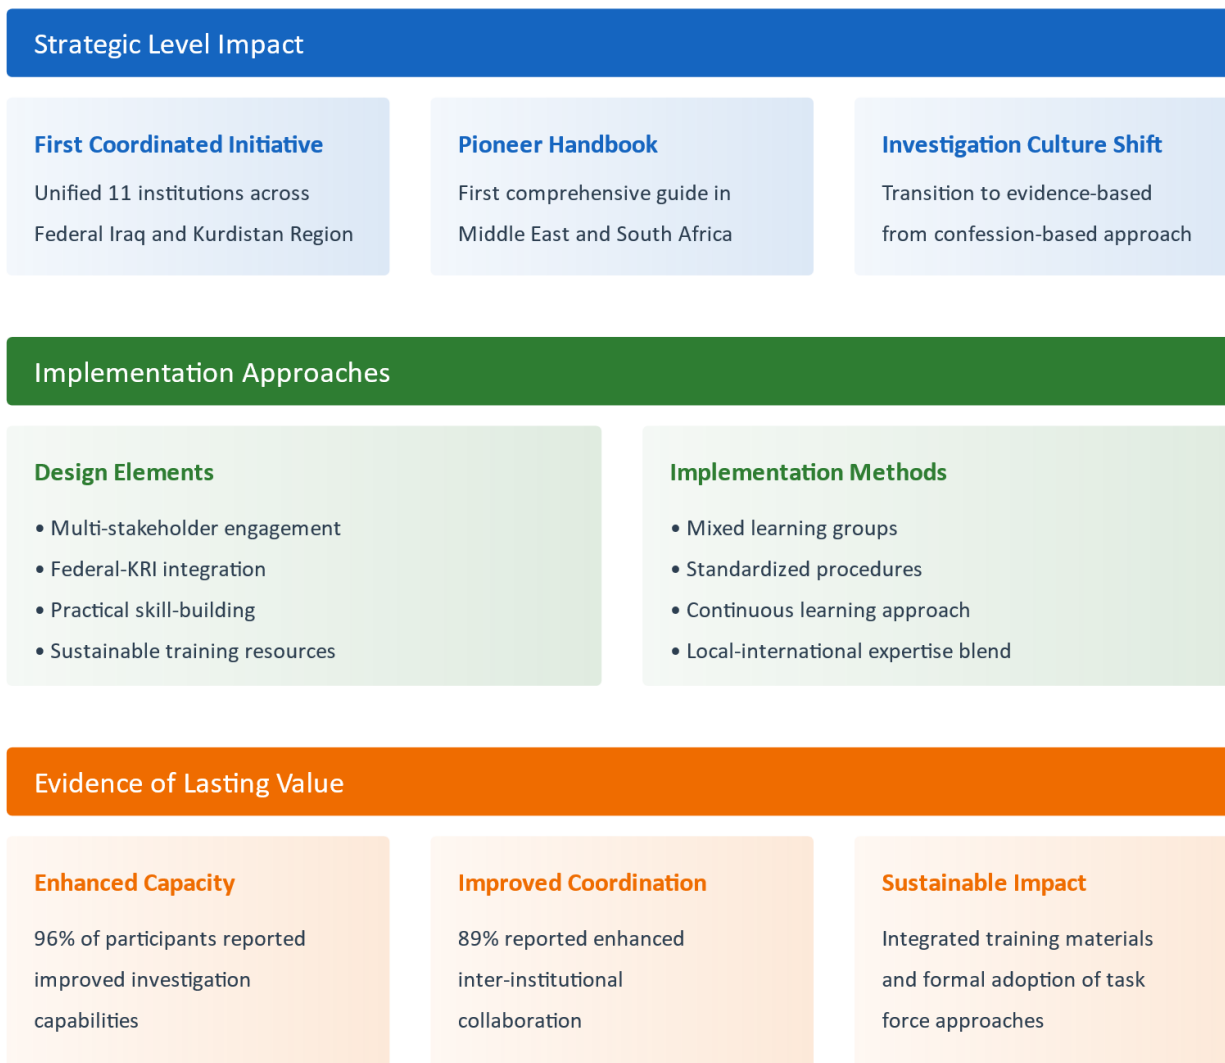 Strategic Level Impact
First Coordinated Initiative
Unified 11 institutions across
Federal Iraq and Kurdistan Region
Pioneer Handbook
First comprehensive guide in
Middle East and South Africa
Investigation Culture Shift
Transition to evidence-based
from confession-based approach
Implementation Approaches
Design Elements
• Multi-stakeholder engagement
• Federal-KRI integration
• Practical skill-building
• Sustainable training resources
Implementation Methods
• Mixed learning groups
• Standardized procedures
• Continuous learning approach
• Local-international expertise blend
Evidence of Lasting Value
Enhanced Capacity
96% of participants reported
improved investigation
capabilities
Improved Coordination
89% reported enhanced
inter-institutional
collaboration
Sustainable Impact
Integrated training materials
and formal adoption of task
force approaches